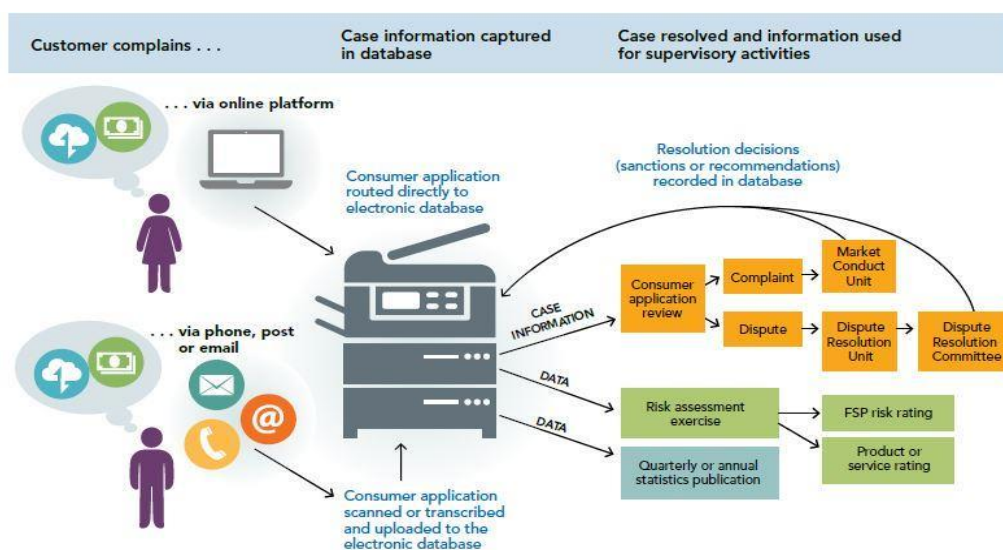 Customer complains . . .
Case information captured
in database
Case resolved and information used
for supervisory activities
. . . via online platform
Consumer application
routed directly to
electronic database
Resolution decisions
(sanctions or recommendations)
recorded in database
Consumer
application
review
Complaint
Market
Conduct
Unit
Dispute
Dispute
Resolution
Unit
Dispute
Resolution
Committee
CASE
INFORMATION
. . . via phone, post
or email
@
DATA
Risk assessment
exercise
FSP risk rating
Product or
service rating
DATA
Quarterly or annual
statistics publication
Consumer application
scanned or transcribed
and uploaded to the
electronic database